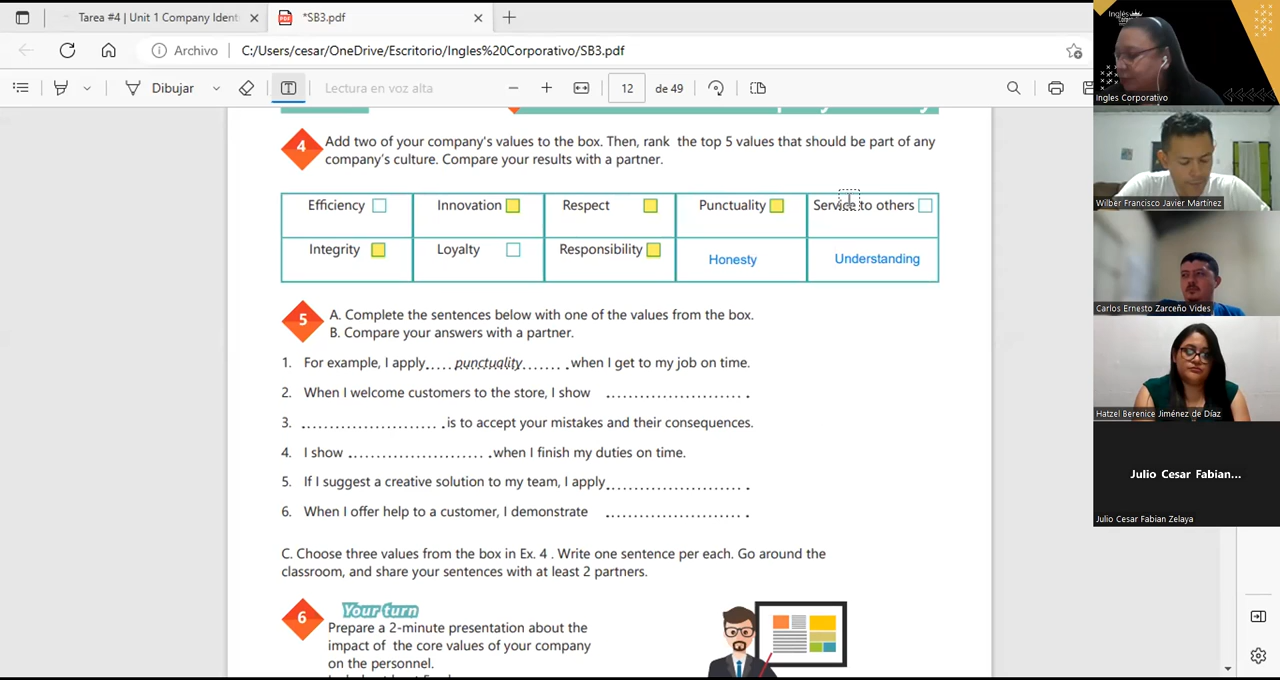 Tarea #4 | Unit 1 Company Ident
*SB3.pdf
Archivo
C:/Users/cesar/OneDrive/Escritorio/Ingles%20Corporativo/SB3.pdf
Dibujar
Lectura en voz alta
12
de 49
4
Add two of your company's values to the box. Then, rank the top 5 values that should be part of any
company's culture. Compare your results with a partner.
Efficiency
Innovation
Respect
Punctuality
Service to others
Integrity
Loyalty
Responsibility
Honesty
Understanding
5
A. Complete the sentences below with one of the values from the box.
B. Compare your answers with a partner.
1. For example, I apply.....punctuality........when I get to my job on time.
2. When I welcome customers to the store, I show ........................
3. ........................is to accept your mistakes and their consequences.
4. I show ........................when I finish my duties on time.
5. If I suggest a creative solution to my team, I apply........................
6. When I offer help to a customer, I demonstrate ........................
C. Choose three values from the box in Ex. 4 . Write one sentence per each. Go around the
classroom, and share your sentences with at least 2 partners.
6
Your turn
Prepare a 2-minute presentation about the
impact of the core values of your company
on the personnel.
Inglés
Ingles Corporativo
Wilber Francisco Javier Martínez
Carlos Ernesto Zarceño Vides
Hatzel Berenice Jiménez de Díaz
Julio Cesar Fabian...
Julio Cesar Fabian Zelaya